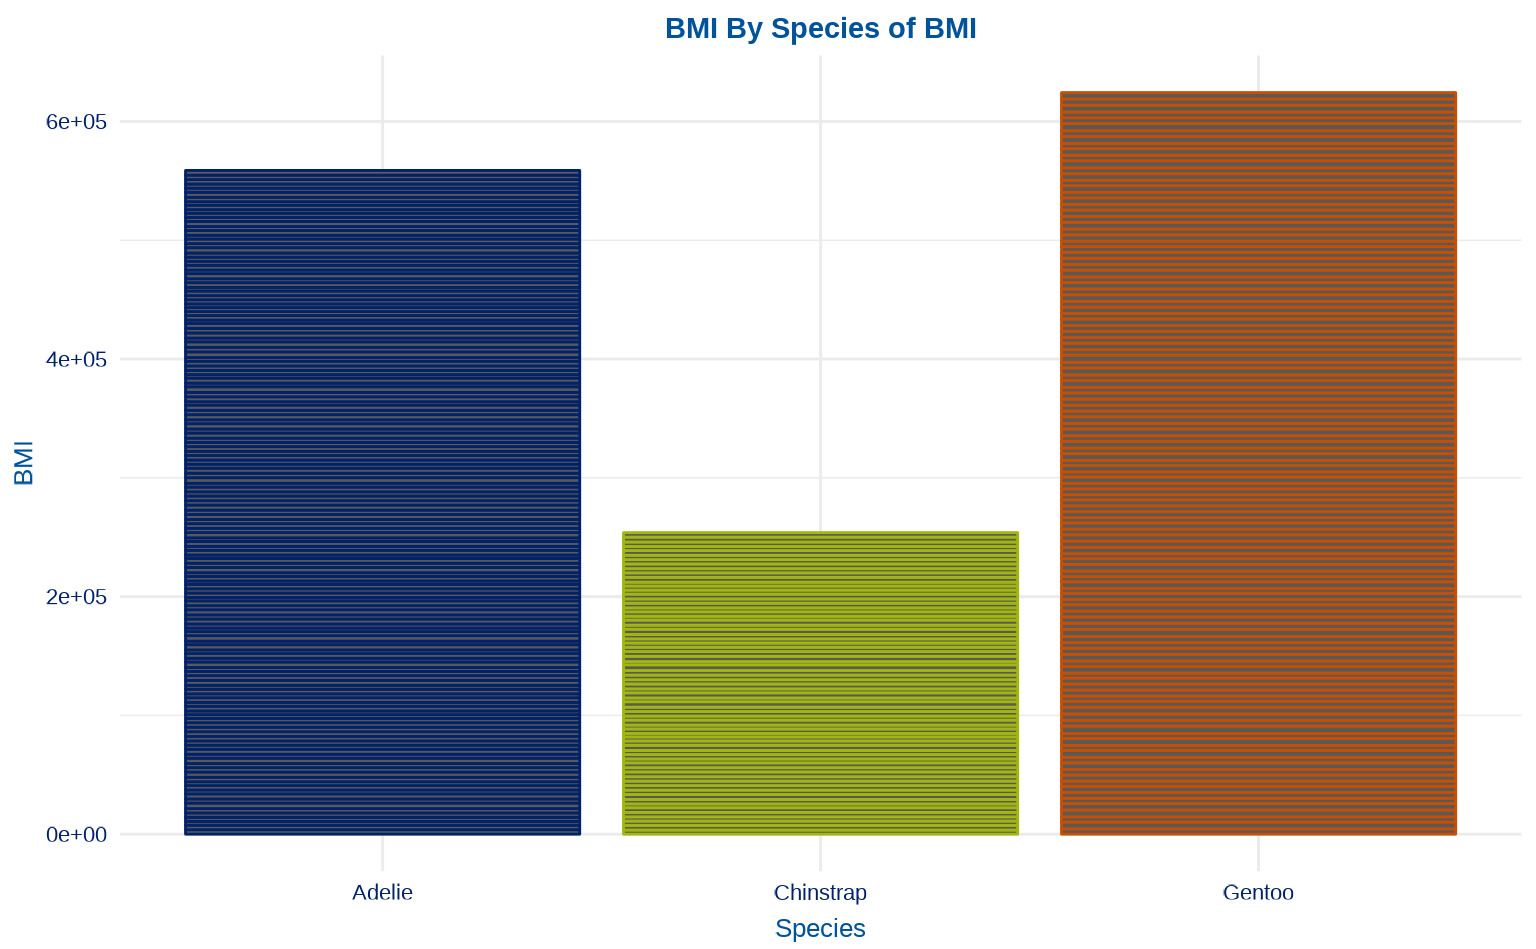 BMI By Species of BMI
6e+05
4e+05
2e+05
0e+00
BMI
Adelie
Chinstrap
Gentoo
Species